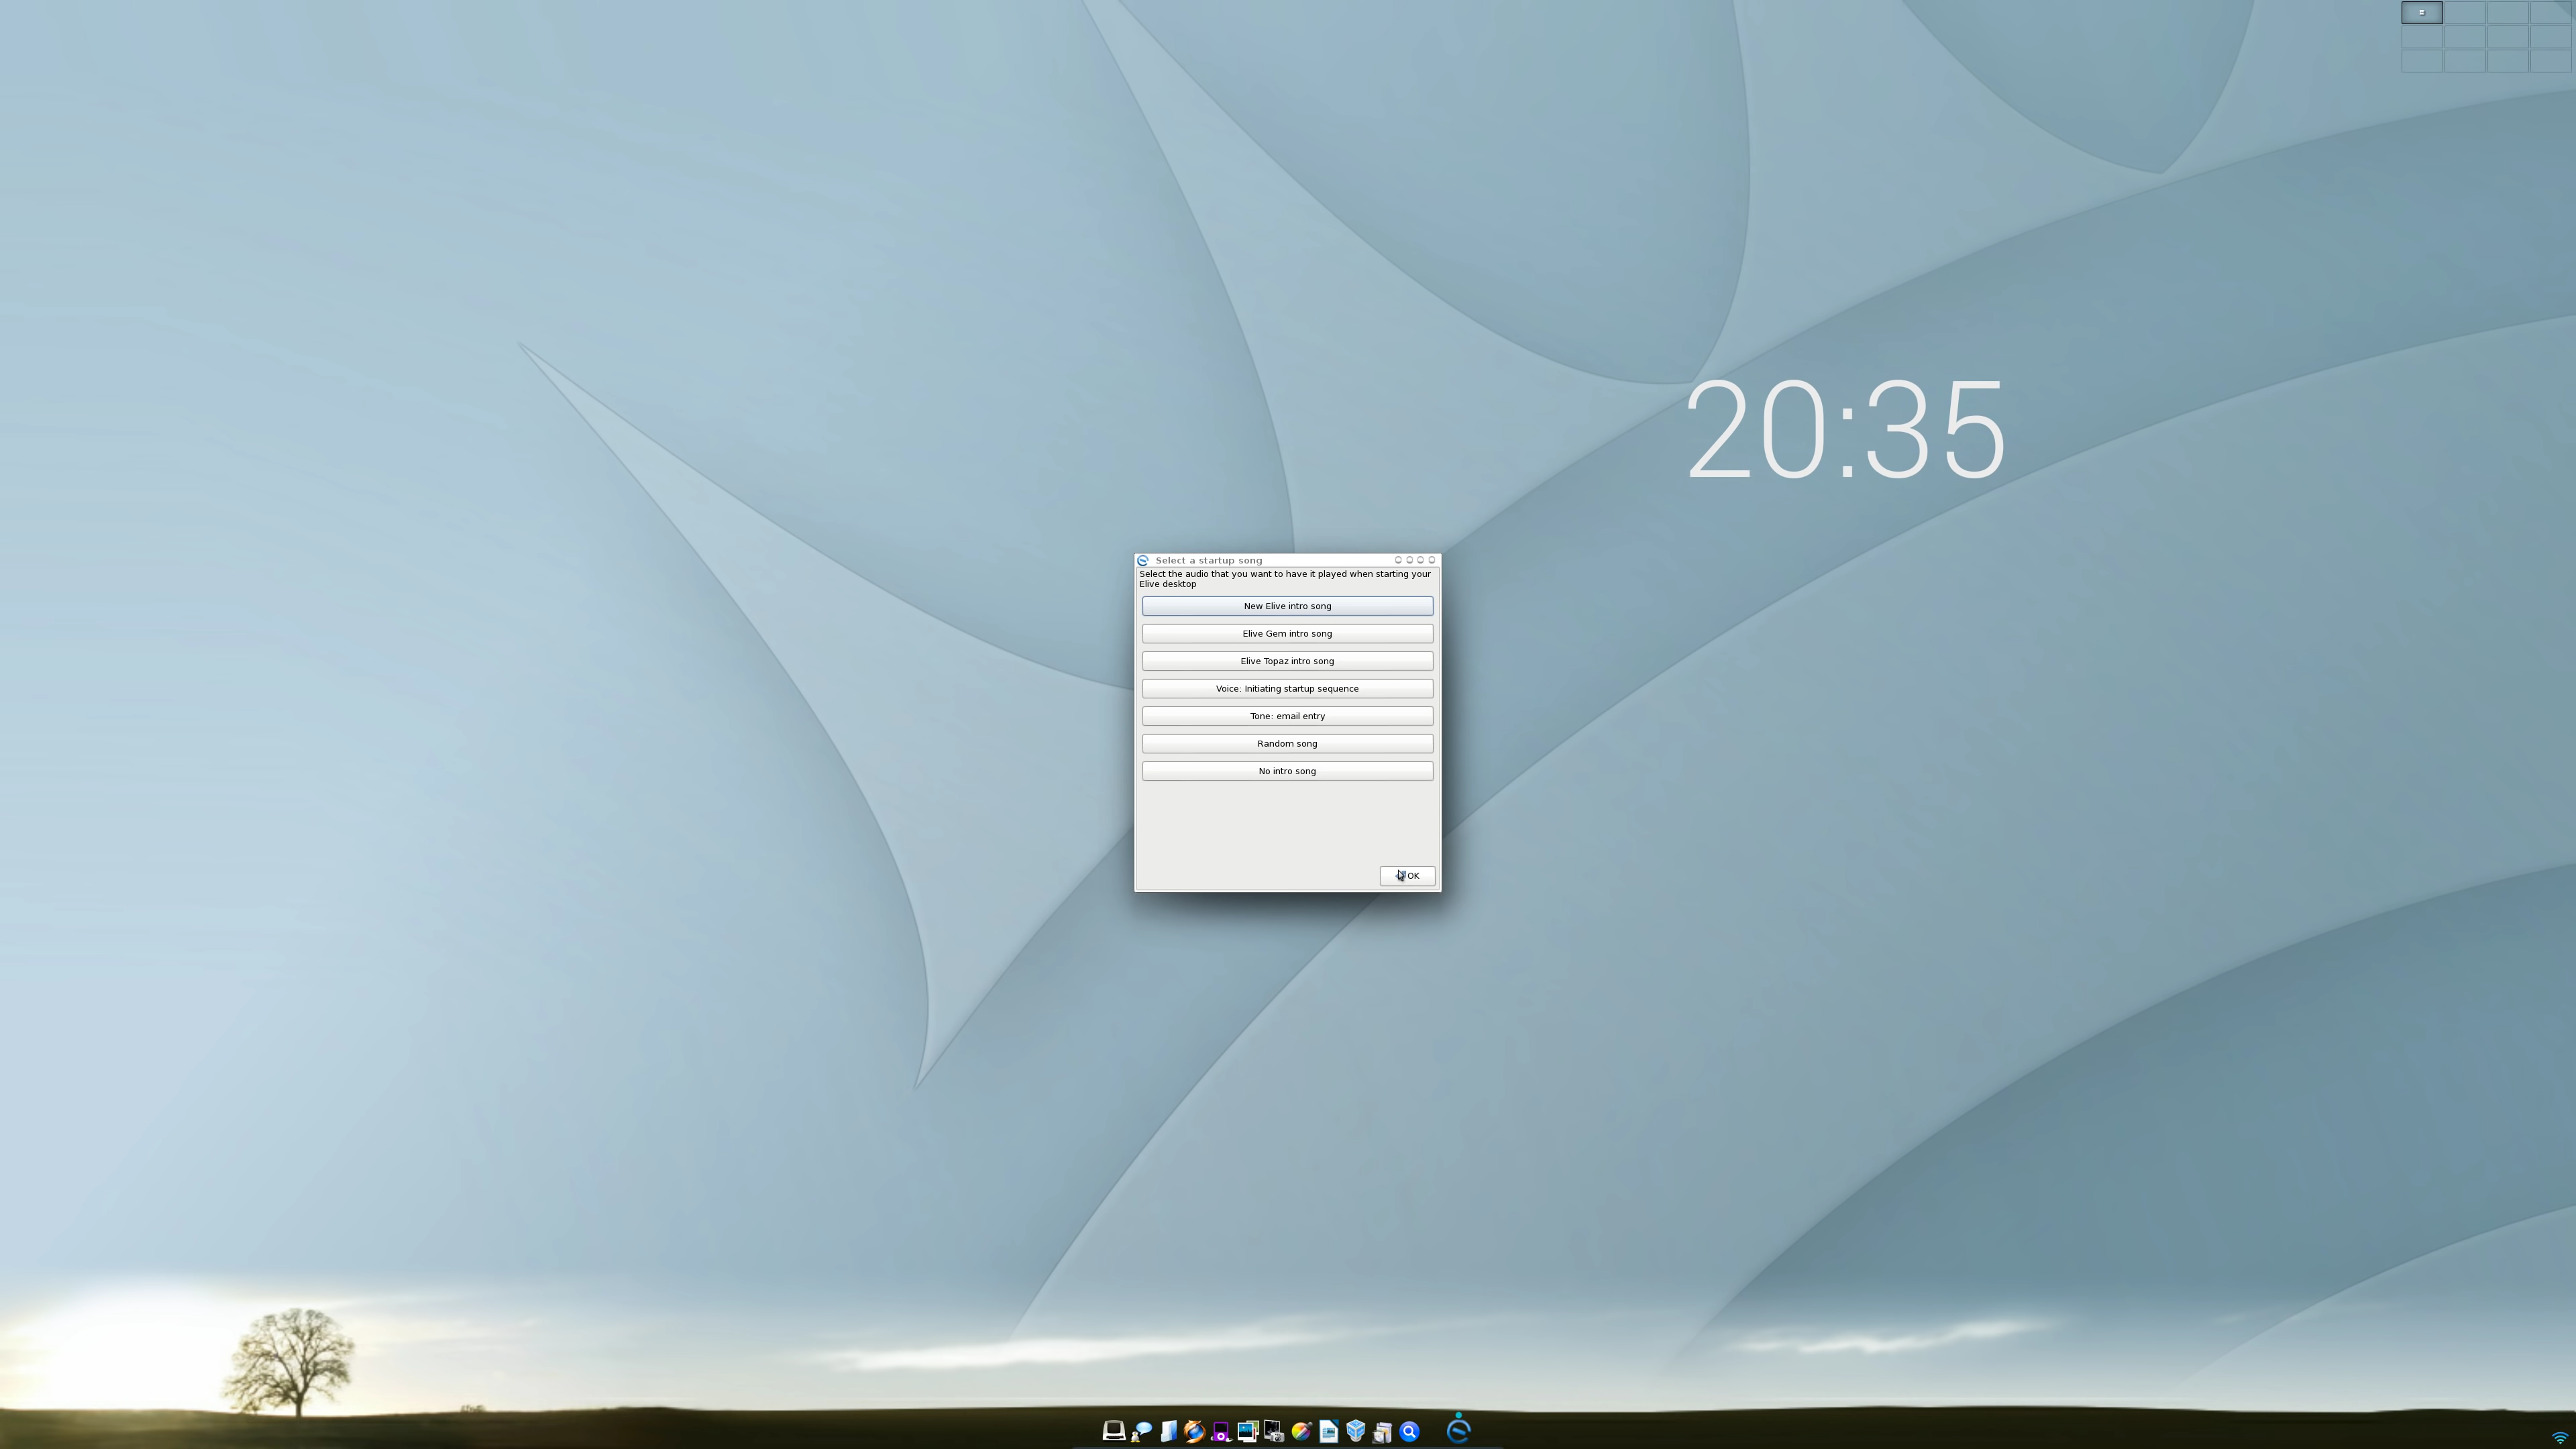 20:35
Select a startup song
Select the audio that you want to have it played when starting your
Elive desktop
New Elive intro song
Elive Gem intro song
Elive Topaz intro song
Voice: Initiating startup sequence
Tone: email entry
Random song
No intro song
OK